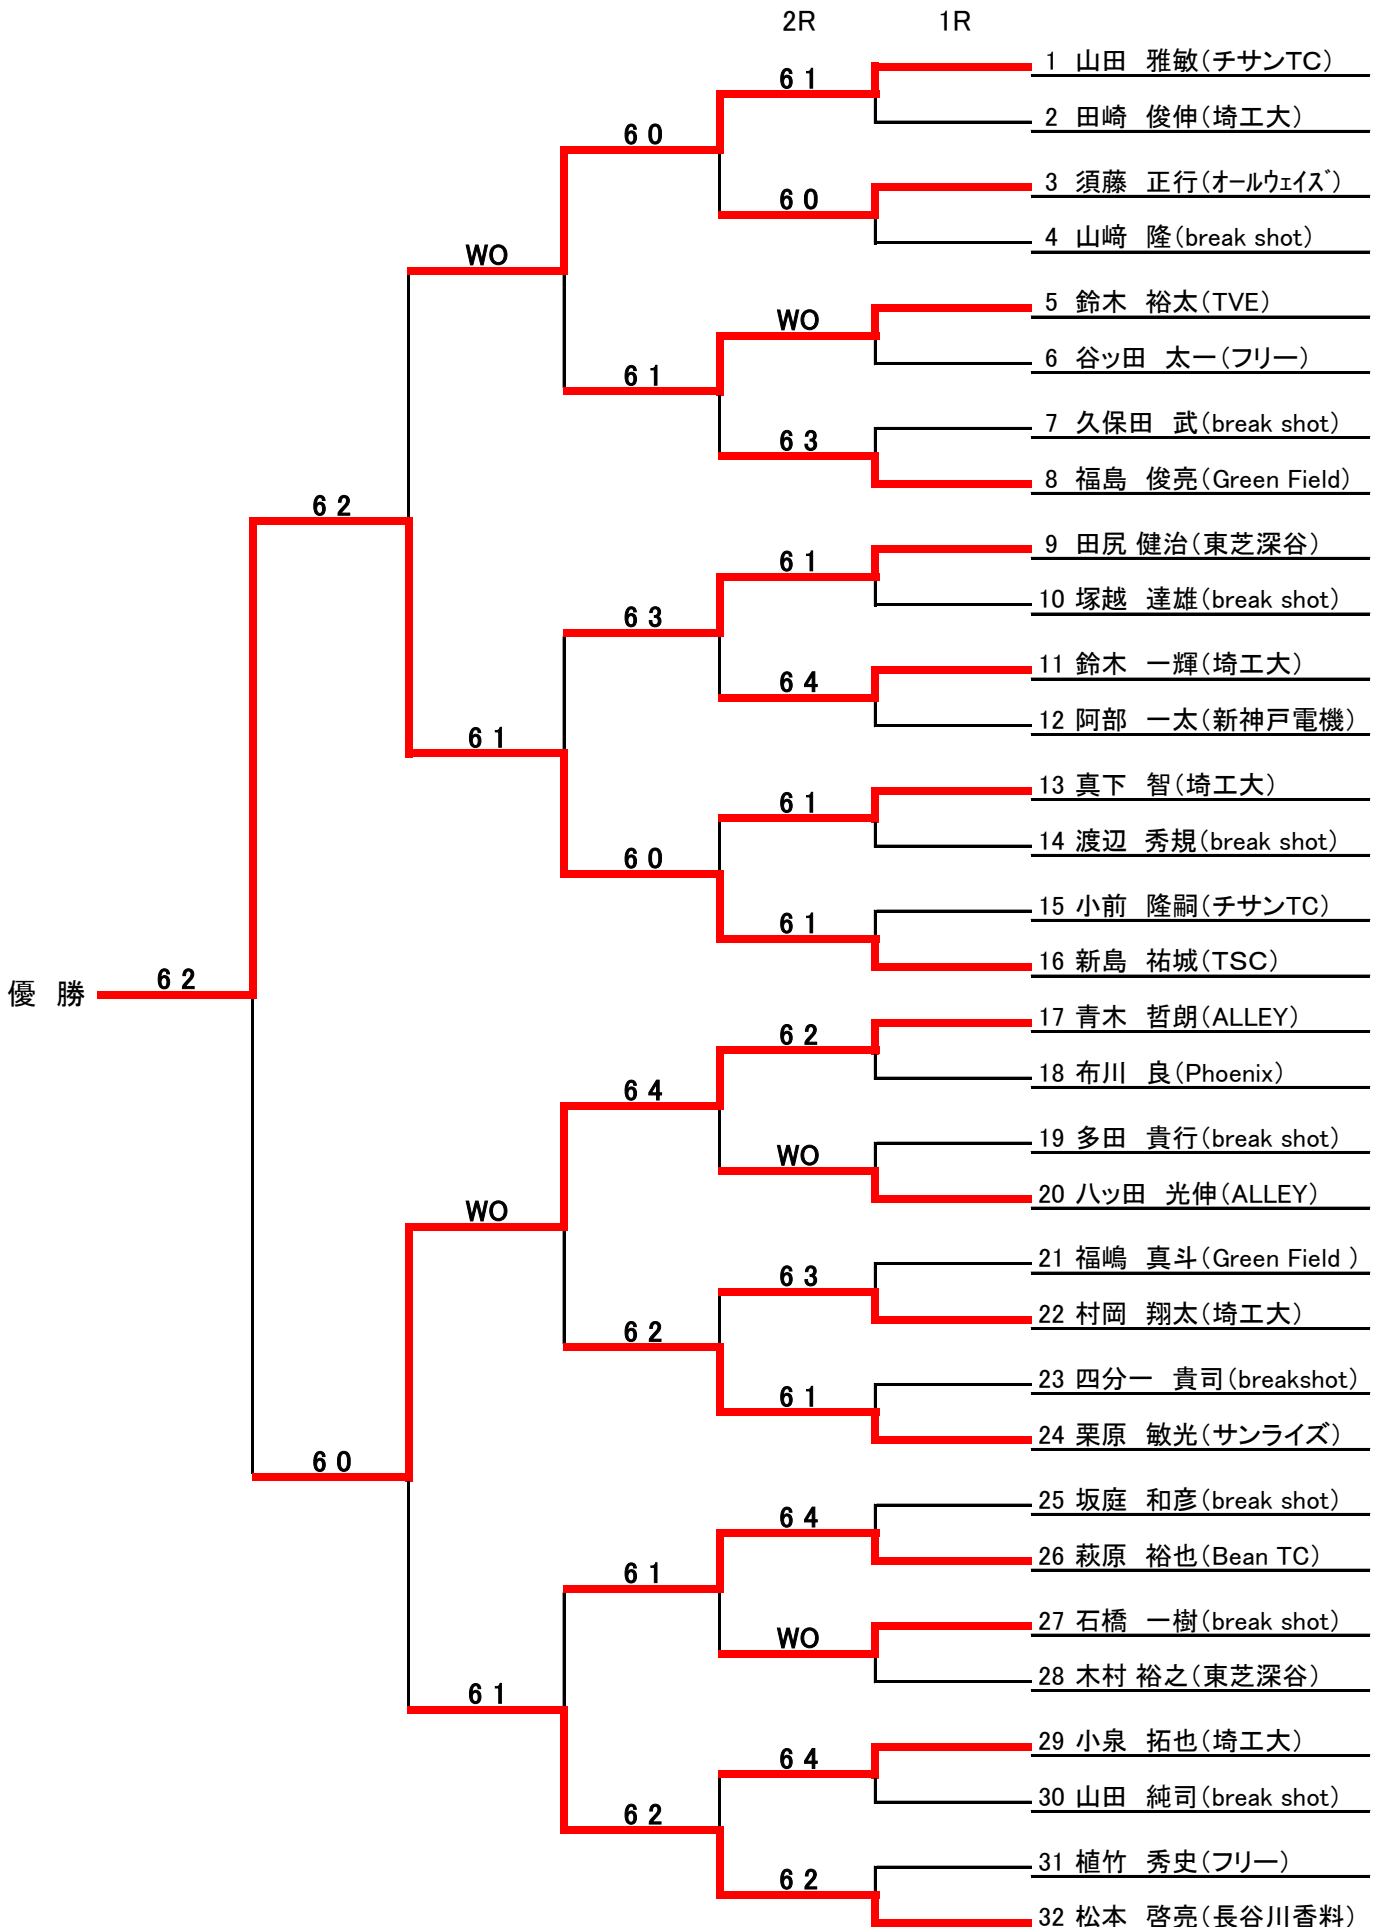 2R 1R
1 山田　雅敏(チサンTC)
6 1
2 田崎　俊伸(埼工大)
6 0
3 須藤　正行(オールウェイズ)
6 0
4 山﨑　隆(break shot)
WO
5 鈴木　裕太(TVE)
WO
6 谷ッ田　太一(フリー)
6 1
7 久保田　武(break shot)
6 3
8 福島　俊亮(Green Field)
6 2
9 田尻 健治(東芝深谷)
6 1
10 塚越　達雄(break shot)
6 3
11 鈴木　一輝(埼工大)
6 4
12 阿部　一太(新神戸電機)
6 1
13 真下　智(埼工大)
6 1
14 渡辺　秀規(break shot)
6 0
15 小前　隆嗣(チサンTC)
6 1
16 新島　祐城(TSC)
優　勝 6 2
17 青木　哲朗(ALLEY)
6 2
18 布川　良(Phoenix)
6 4
19 多田　貴行(break shot)
WO
20 八ッ田　光伸(ALLEY)
WO
21 福嶋　真斗(Green Field )
6 3
22 村岡　翔太(埼工大)
6 2
23 四分一　貴司(breakshot)
6 1
24 栗原　敏光(サンライズ)
6 0
25 坂庭　和彦(break shot)
6 4
26 萩原　裕也(Bean TC)
6 1
27 石橋　一樹(break shot)
WO
28 木村 裕之(東芝深谷)
6 1
29 小泉　拓也(埼工大)
6 4
30 山田　純司(break shot)
6 2
31 植竹　秀史(フリー)
6 2
32 松本　啓亮(長谷川香料)